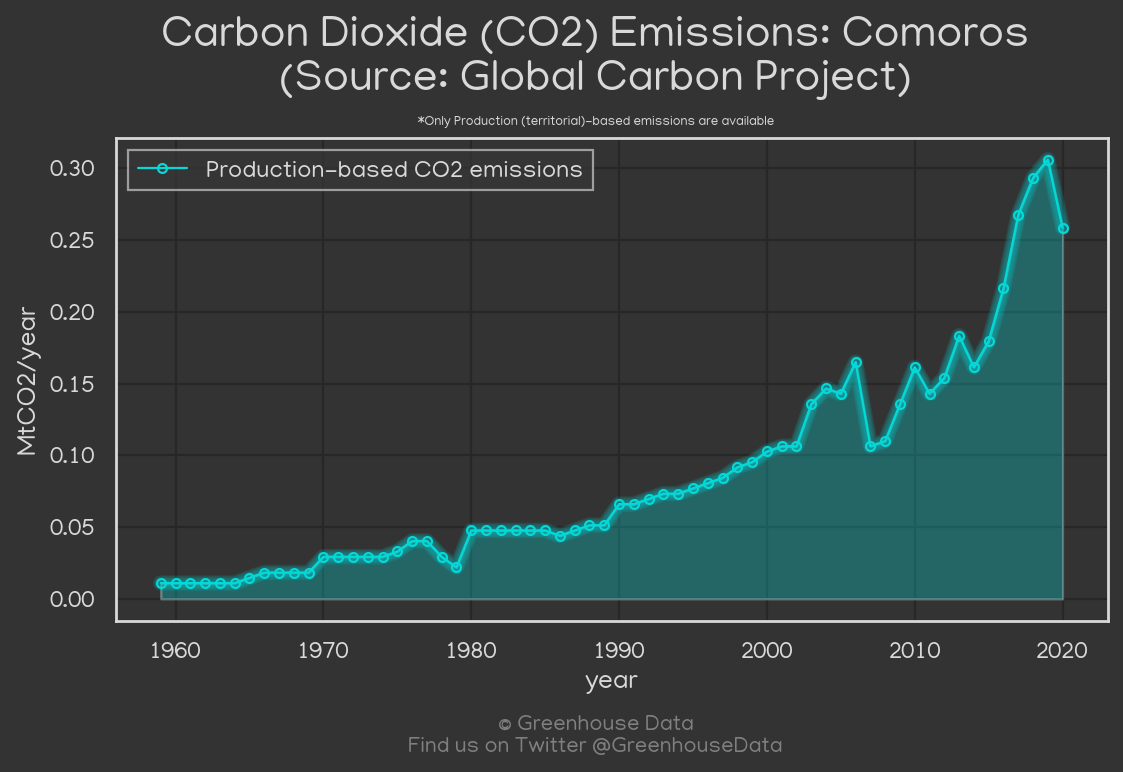 Carbon Dioxide (CO2) Emissions: Comoros
(Source: Global Carbon Project)
*Only Production (territorial)-based emissions are available
Production-based CO2 emissions
0.30
0.25
0.20
0.15
0.10
0.05
0.00
MtCO2/year
1960 1970 1980 1990 2000 2010 2020
year
© Greenhouse Data
Find us on Twitter @GreenhouseData